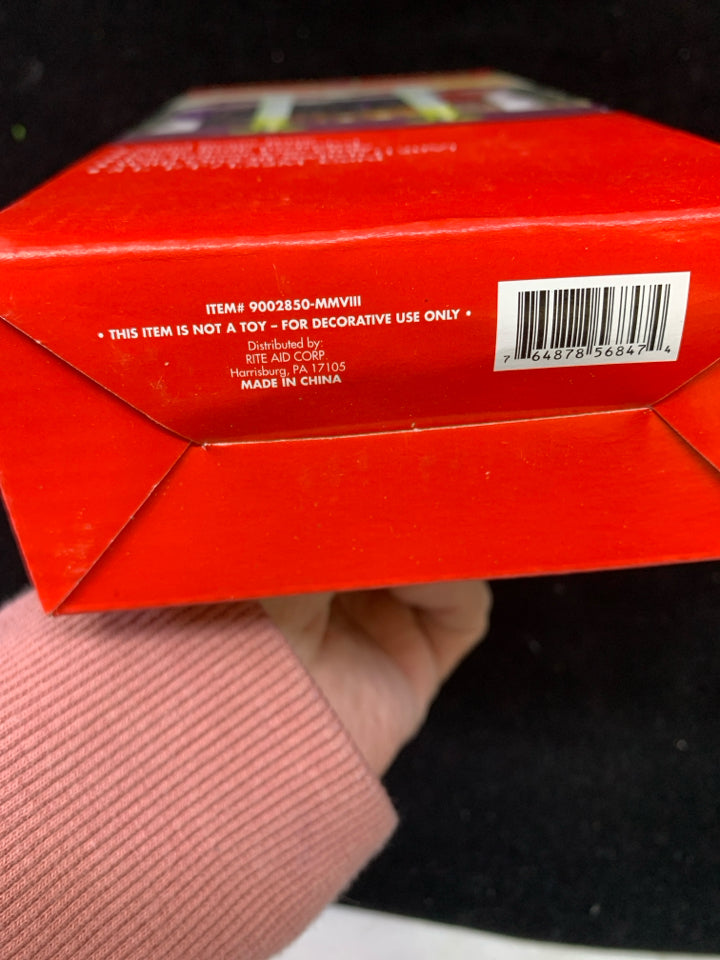 ITEM# 9002850-MMVIII
• THIS ITEM IS NOT A TOY – FOR DECORATIVE USE ONLY •
Distributed by:
RITE AID CORP.
Harrisburg, PA 17105
MADE IN CHINA
7 64878 56847 4